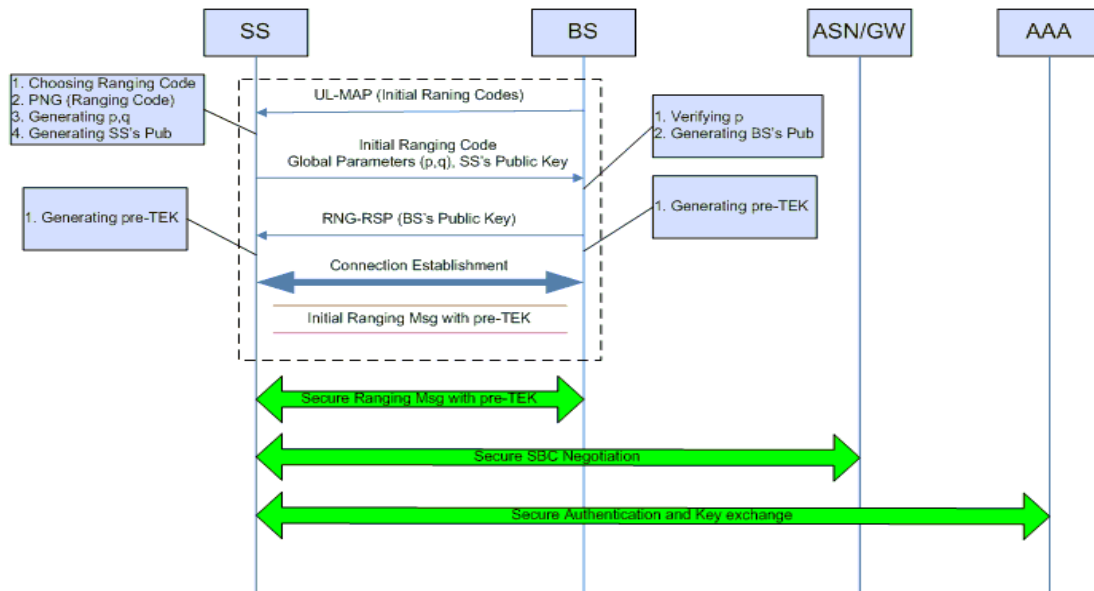 SS
BS
ASN/GW
AAA
1. Choosing Ranging Code
2. PNG (Ranging Code)
3. Generating p,q
4. Generating SS's Pub
UL-MAP (Initial Raning Codes)
1. Verifying p
2. Generating BS's Pub
Initial Ranging Code
Global Parameters (p,q), SS's Public Key
1. Generating pre-TEK
RNG-RSP (BS's Public Key)
1. Generating pre-TEK
Connection Establishment
Initial Ranging Msg with pre-TEK
Secure Ranging Msg with pre-TEK
Secure SBC Negotiation
Secure Authentication and Key exchange